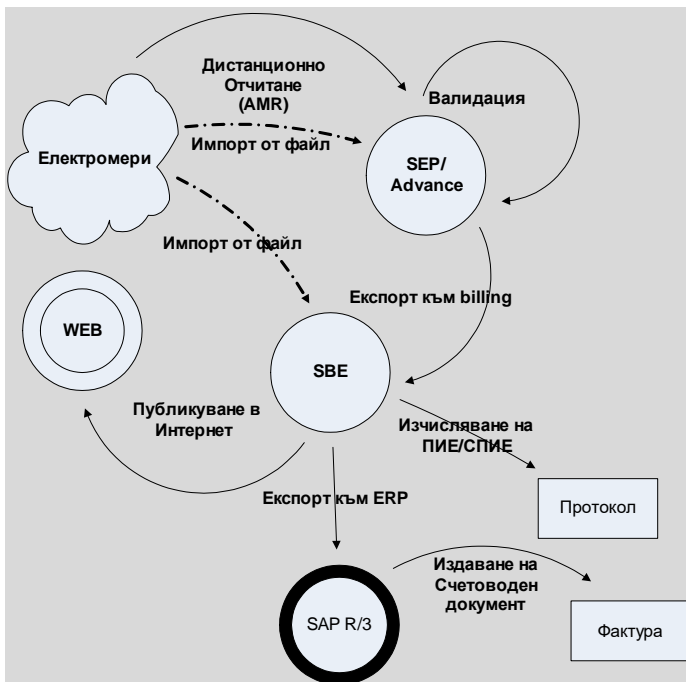 Дистанционно
Отчитане
(AMR)
Валидация
Импорт от файл
Електромери
SEP/
Advance
Импорт от файл
Експорт към billing
WEB
SBE
Публикуване в
Интернет
Изчисляване на
ПИЕ/СПИЕ
Експорт към ERP
Протокол
Издаване на
Счетоводен
документ
SAP R/3
Фактура